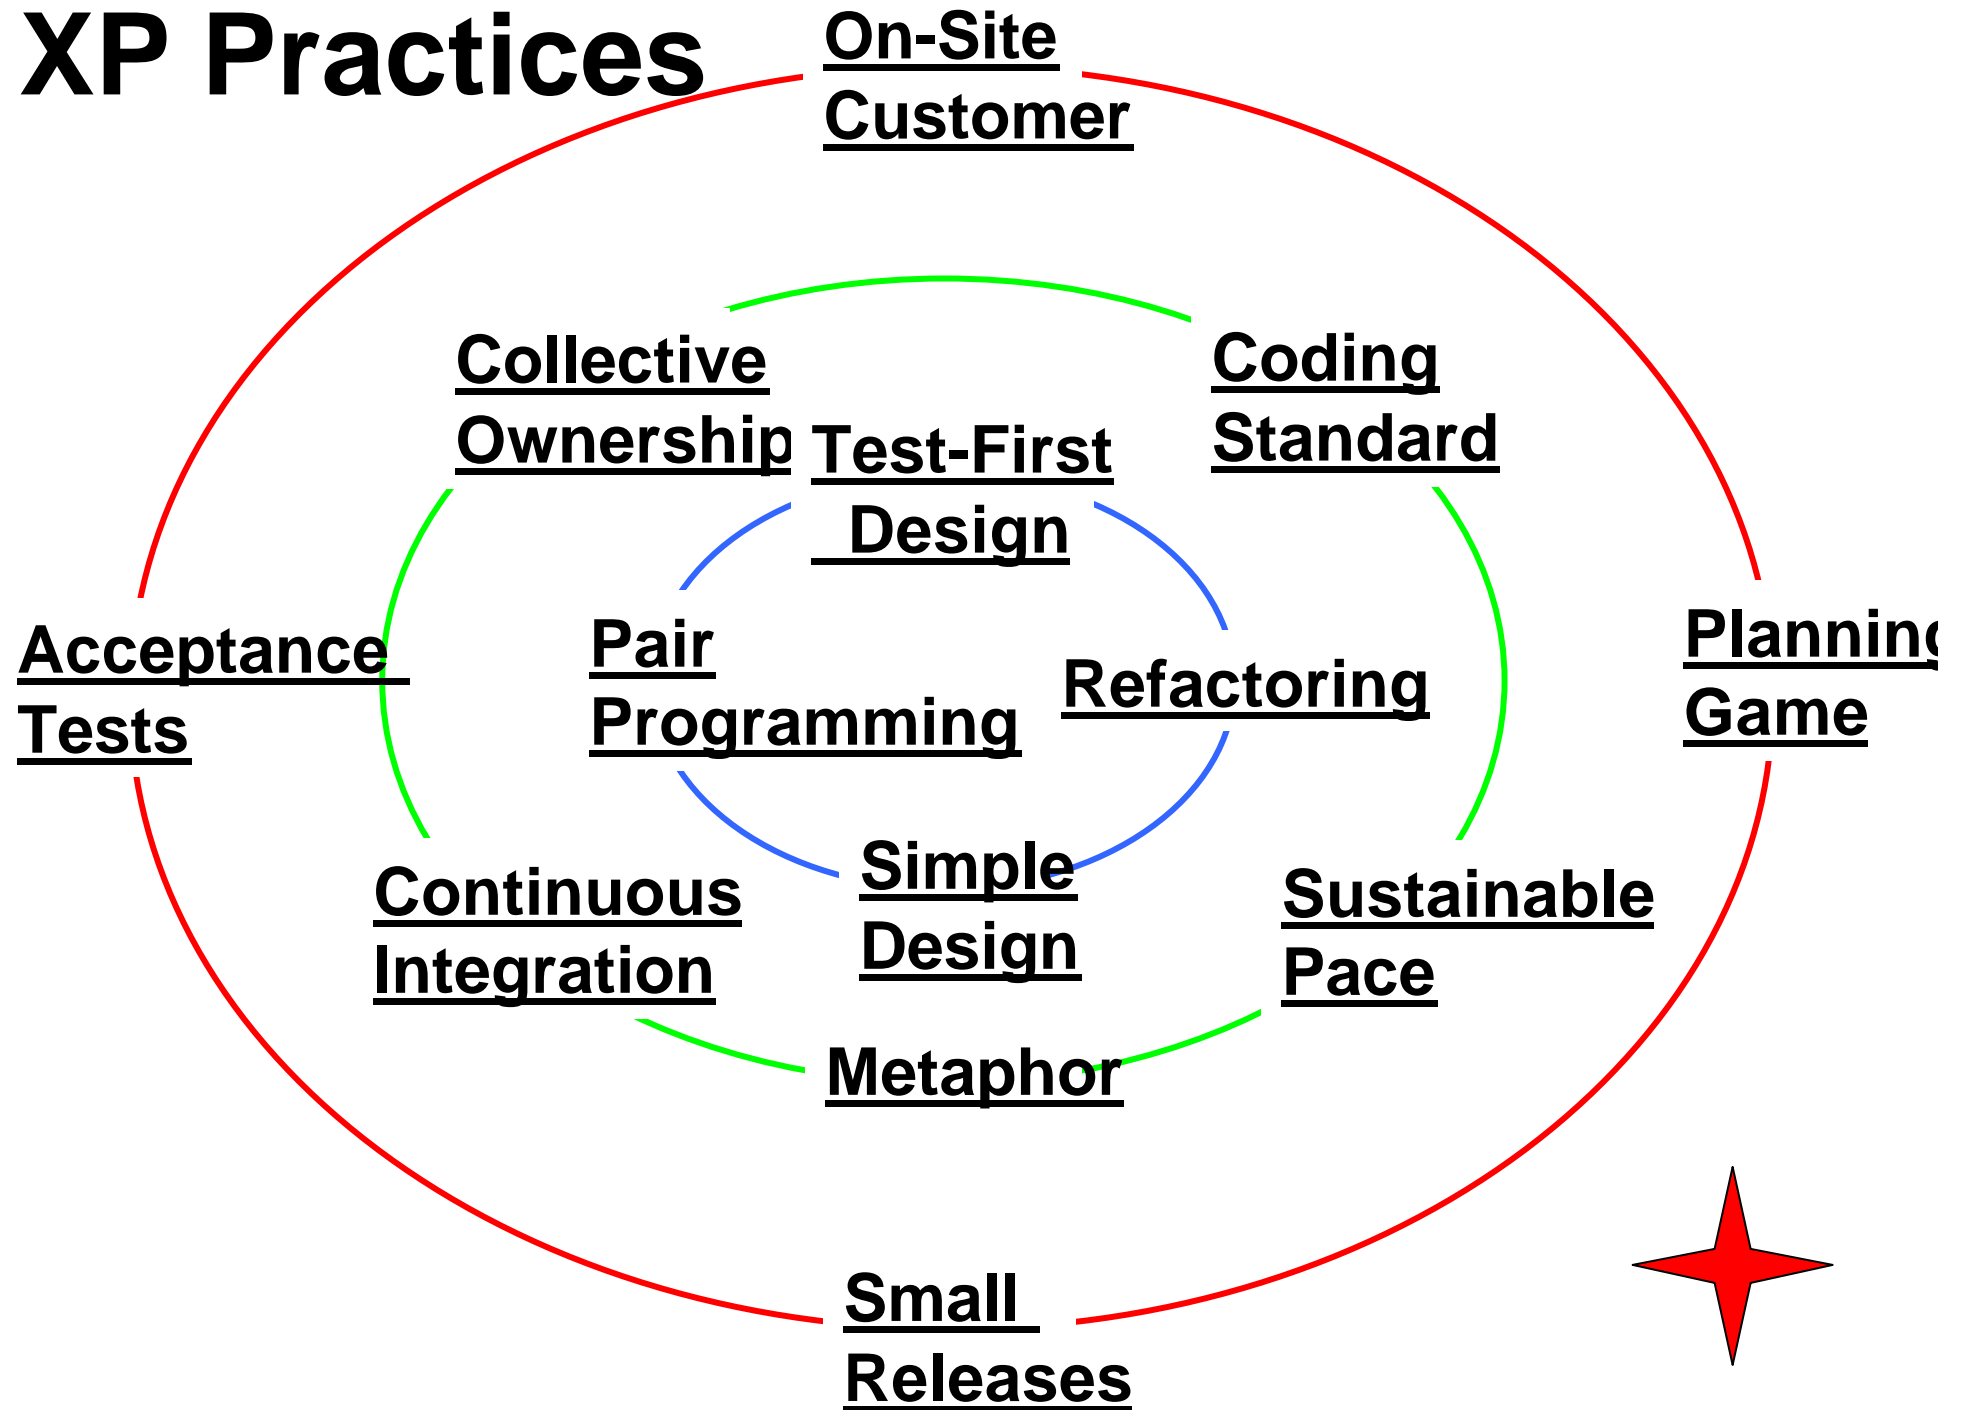 XP Practices
On-Site
Customer
Collective
Ownership
Coding
Standard
Test-First
Design
Acceptance
Tests
Pair
Programming
Refactoring
Planning
Game
Continuous
Integration
Simple
Design
Sustainable
Pace
Metaphor
Small
Releases